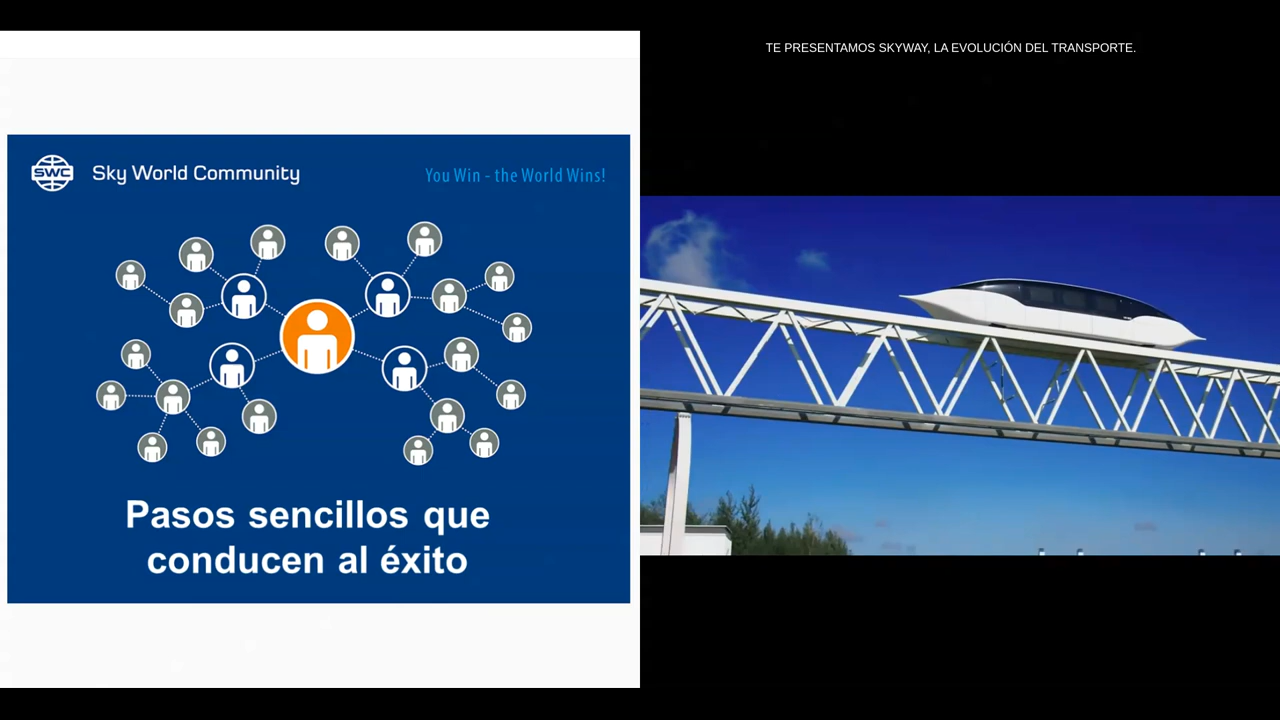 SWC
Sky World Community
You Win - the World Wins!
Pasos sencillos que
conducen al éxito
TE PRESENTAMOS SKYWAY, LA EVOLUCIÓN DEL TRANSPORTE.